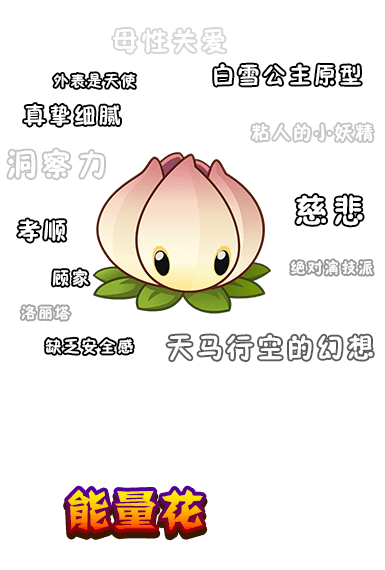 母性关爱
外表是天使
白雪公主原型
真挚细腻
粘人的小妖精
洞察力
慈悲
孝顺
绝对演技派
顾家
洛丽塔
缺乏安全感
天马行空的幻想
能量花